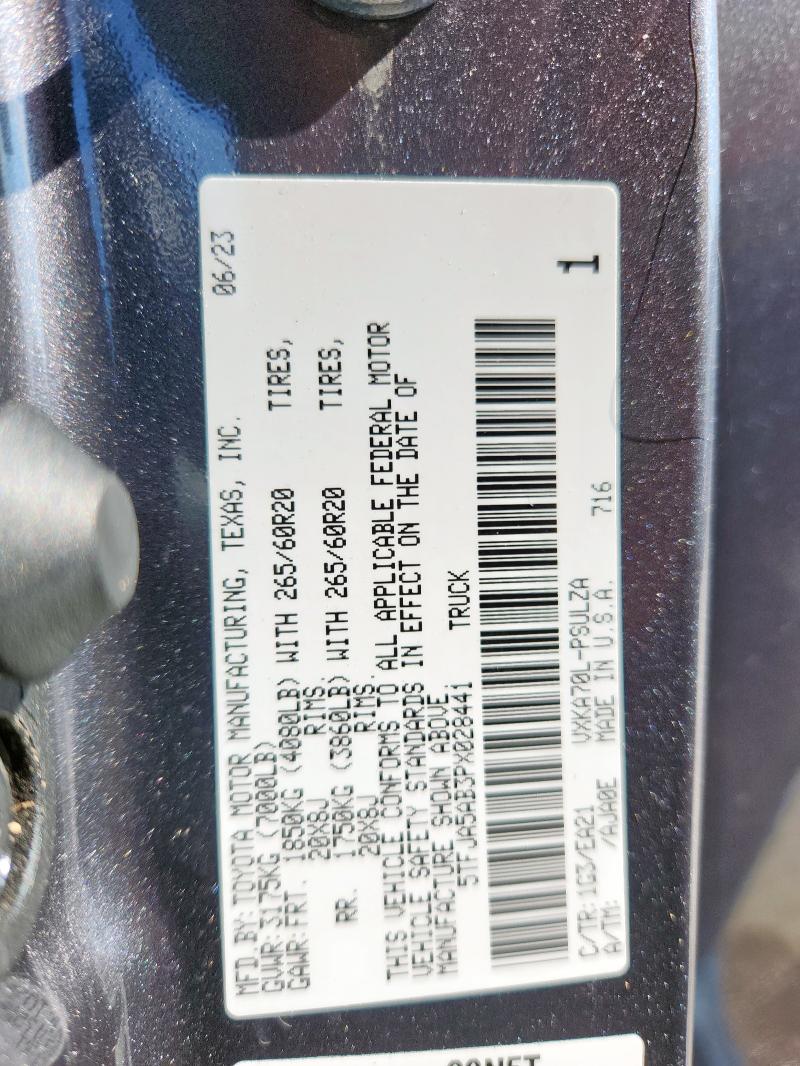 MFD.BY:TOYOTA MOTOR MANUFACTURING, TEXAS, INC. 06/23
GVWR:3175KG (7000LB)
GAWR:FRT. 1850KG (4080LB) WITH 265/60R20 TIRES,
20X8J RIMS.
RR. 1750KG (3860LB) WITH 265/60R20 TIRES,
20X8J RIMS.
THIS VEHICLE CONFORMS TO ALL APPLICABLE FEDERAL MOTOR
VEHICLE SAFETY STANDARDS IN EFFECT ON THE DATE OF
MANUFACTURE SHOWN ABOVE.
5TFJA5AB3PX028441 TRUCK
C/TR:1G3/EA21 VXKA70L-PSULZA
A/TM: /AJA0E MADE IN U.S.A. 716
1